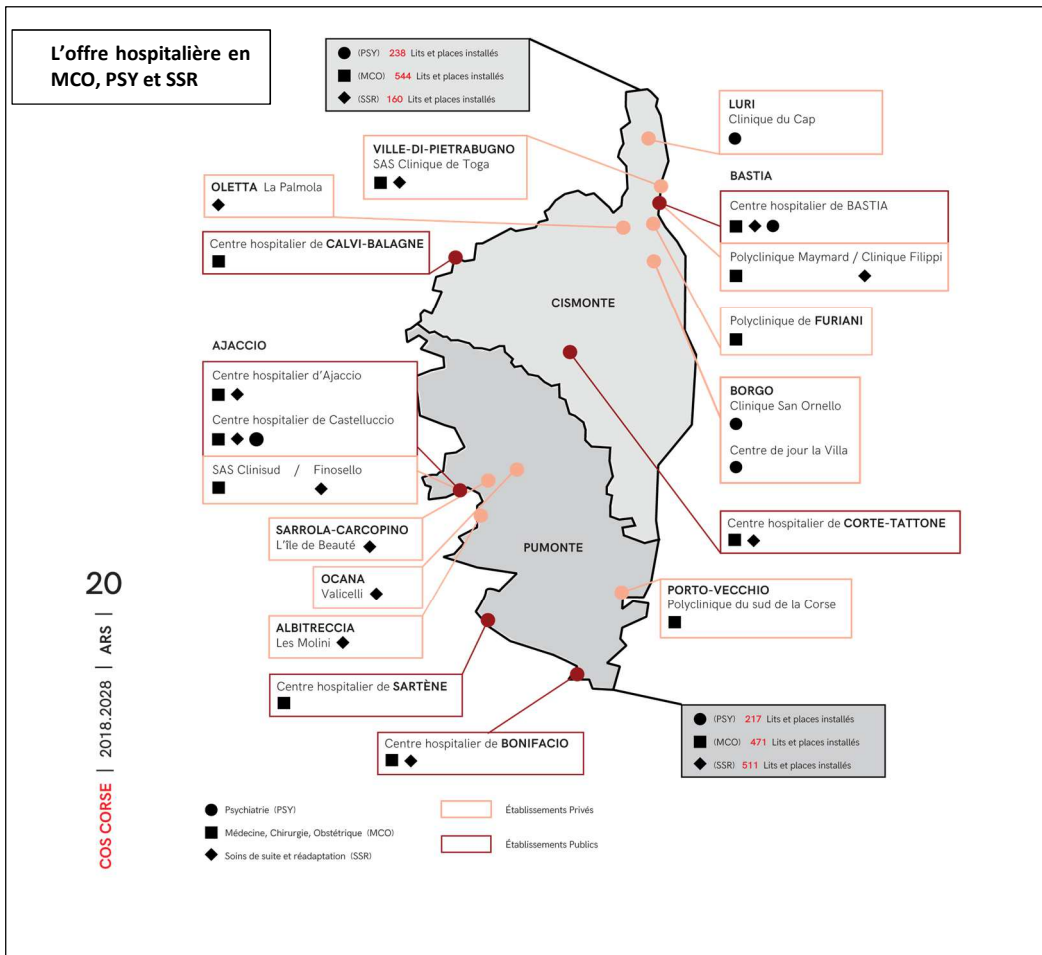 L'offre hospitalière en
MCO, PSY et SSR
(PSY) 238 Lits et places installés
(MCO) 544 Lits et places installés
(SSR) 160 Lits et places installés
LURI
Clinique du Cap
VILLE-DI-PIETRABUGNO
SAS Clinique de Toga
OLETTA La Palmola
BASTIA
Centre hospitalier de BASTIA
Polyclinique Maymard / Clinique Filippi
Centre hospitalier de CALVI-BALAGNE
CISMONTE
Polyclinique de FURIANI
AJACCIO
Centre hospitalier d'Ajaccio
Centre hospitalier de Castelluccio
SAS Clinisud / Finosello
BORGO
Clinique San Ornello
Centre de jour la Villa
SARROLA-CARCOPINO
L'île de Beauté
Centre hospitalier de CORTE-TATTONE
PUMONTE
OCANA
Valicelli
PORTO-VECCHIO
Polyclinique du sud de la Corse
ALBITRECCIA
Les Molini
Centre hospitalier de SARTÈNE
Centre hospitalier de BONIFACIO
(PSY) 217 Lits et places installés
(MCO) 471 Lits et places installés
(SSR) 511 Lits et places installés
Psychiatrie (PSY)
Médecine, Chirurgie, Obstétrique (MCO)
Soins de suite et réadaptation (SSR)
Établissements Privés
Établissements Publics
20
COS CORSE | 2018.2028 | ARS |